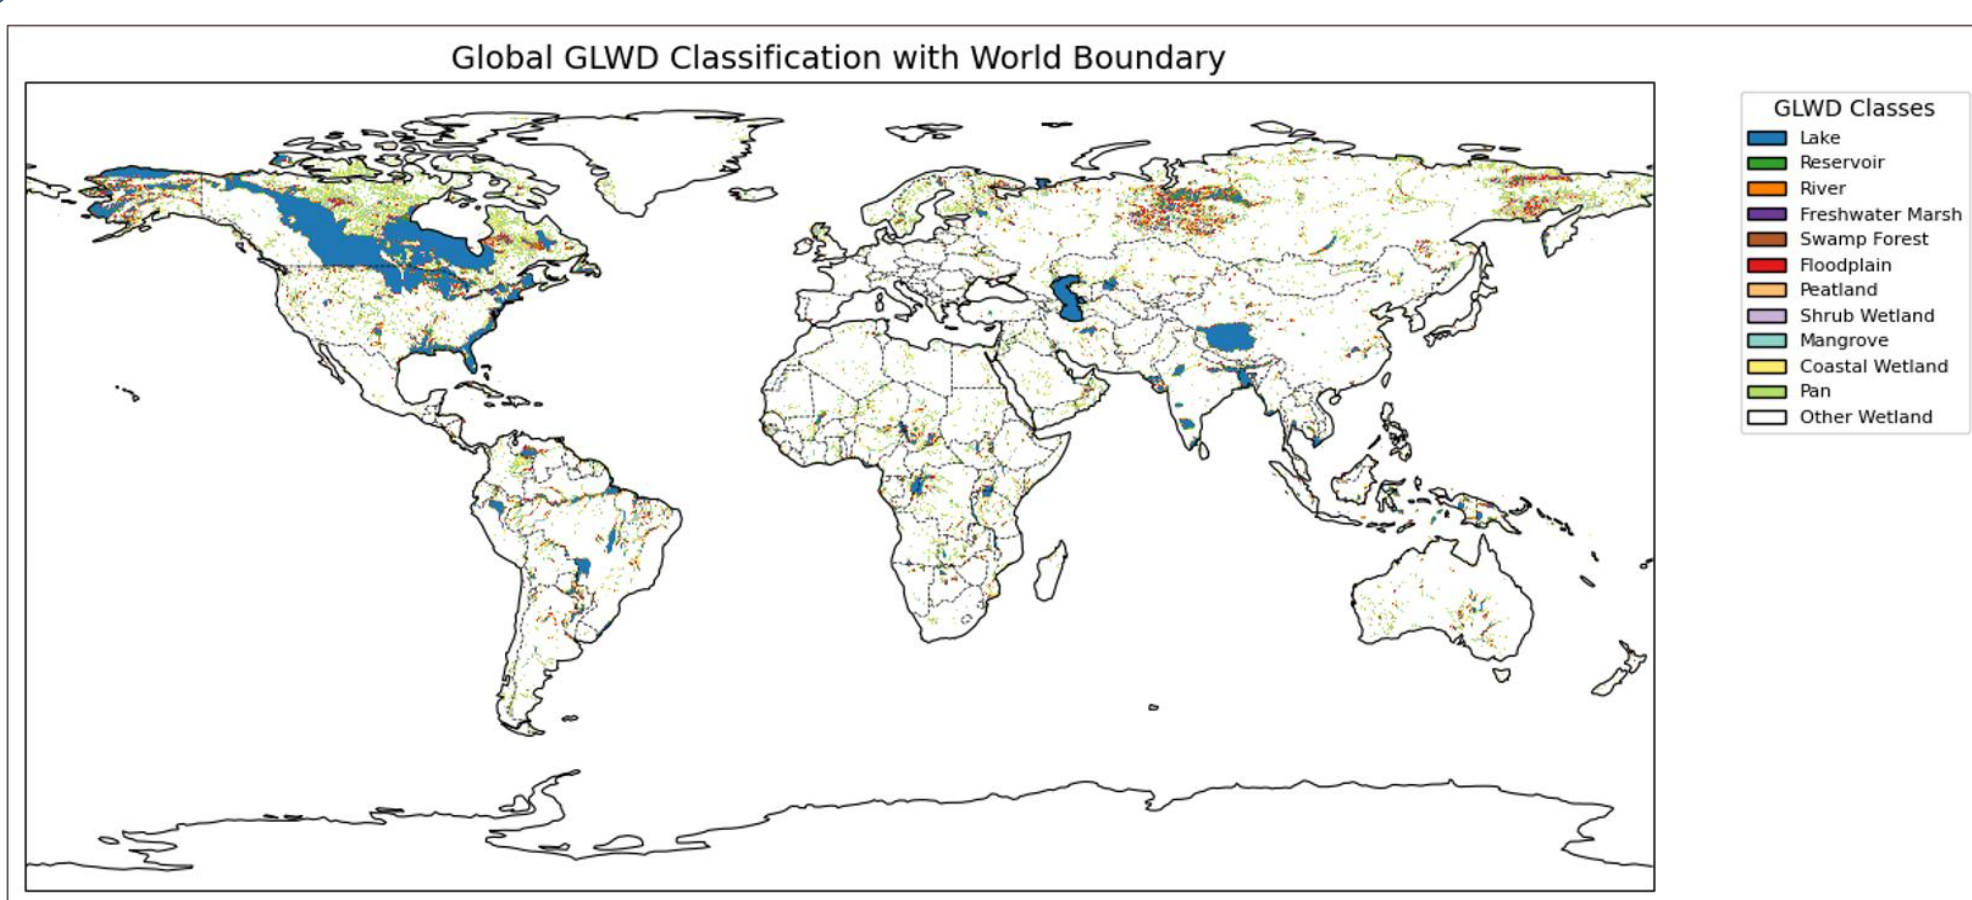 Global GLWD Classification with World Boundary
GLWD Classes
Lake
Reservoir
River
Freshwater Marsh
Swamp Forest
Floodplain
Peatland
Shrub Wetland
Mangrove
Coastal Wetland
Pan
Other Wetland